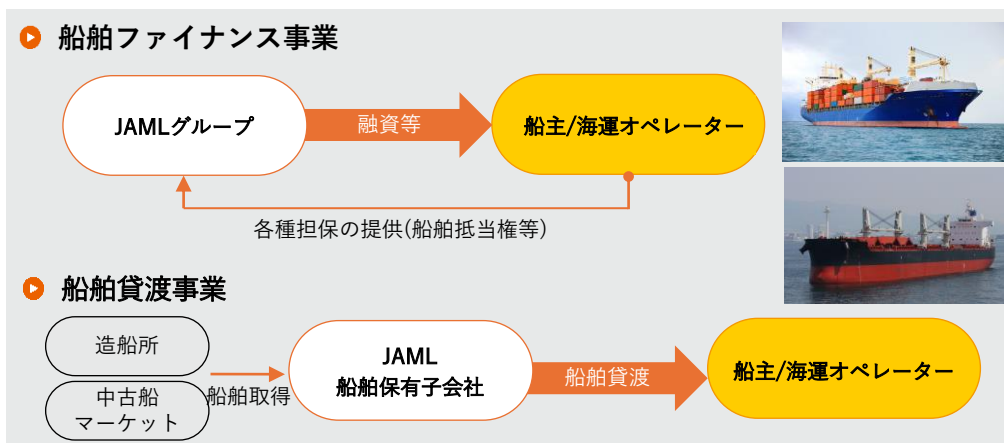 船舶ファイナンス事業
JAMLグループ
融資等
船主/海運オペレーター
各種担保の提供(船舶抵当権等)
船舶貸渡事業
造船所
中古船
マーケット
船舶取得
JAML
船舶保有子会社
船舶貸渡
船主/海運オペレーター